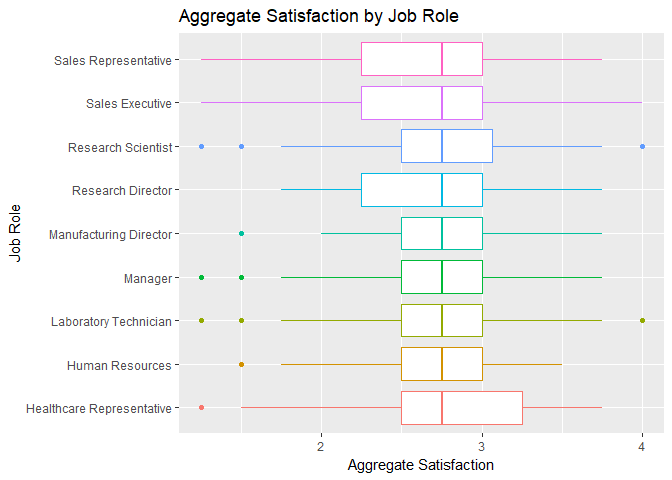 Aggregate Satisfaction by Job Role
Sales Representative
Sales Executive
Research Scientist
Research Director
Manufacturing Director
Manager
Laboratory Technician
Human Resources
Healthcare Representative
Job Role
2 3 4
Aggregate Satisfaction